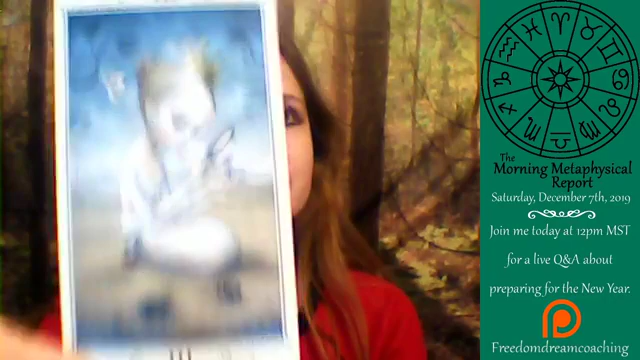 The
Morning Metaphysical
Report
Saturday, December 7th, 2019
Join me today at 12pm MST
for a live Q&A about
preparing for the New Year.
Freedomdreamcoaching
III